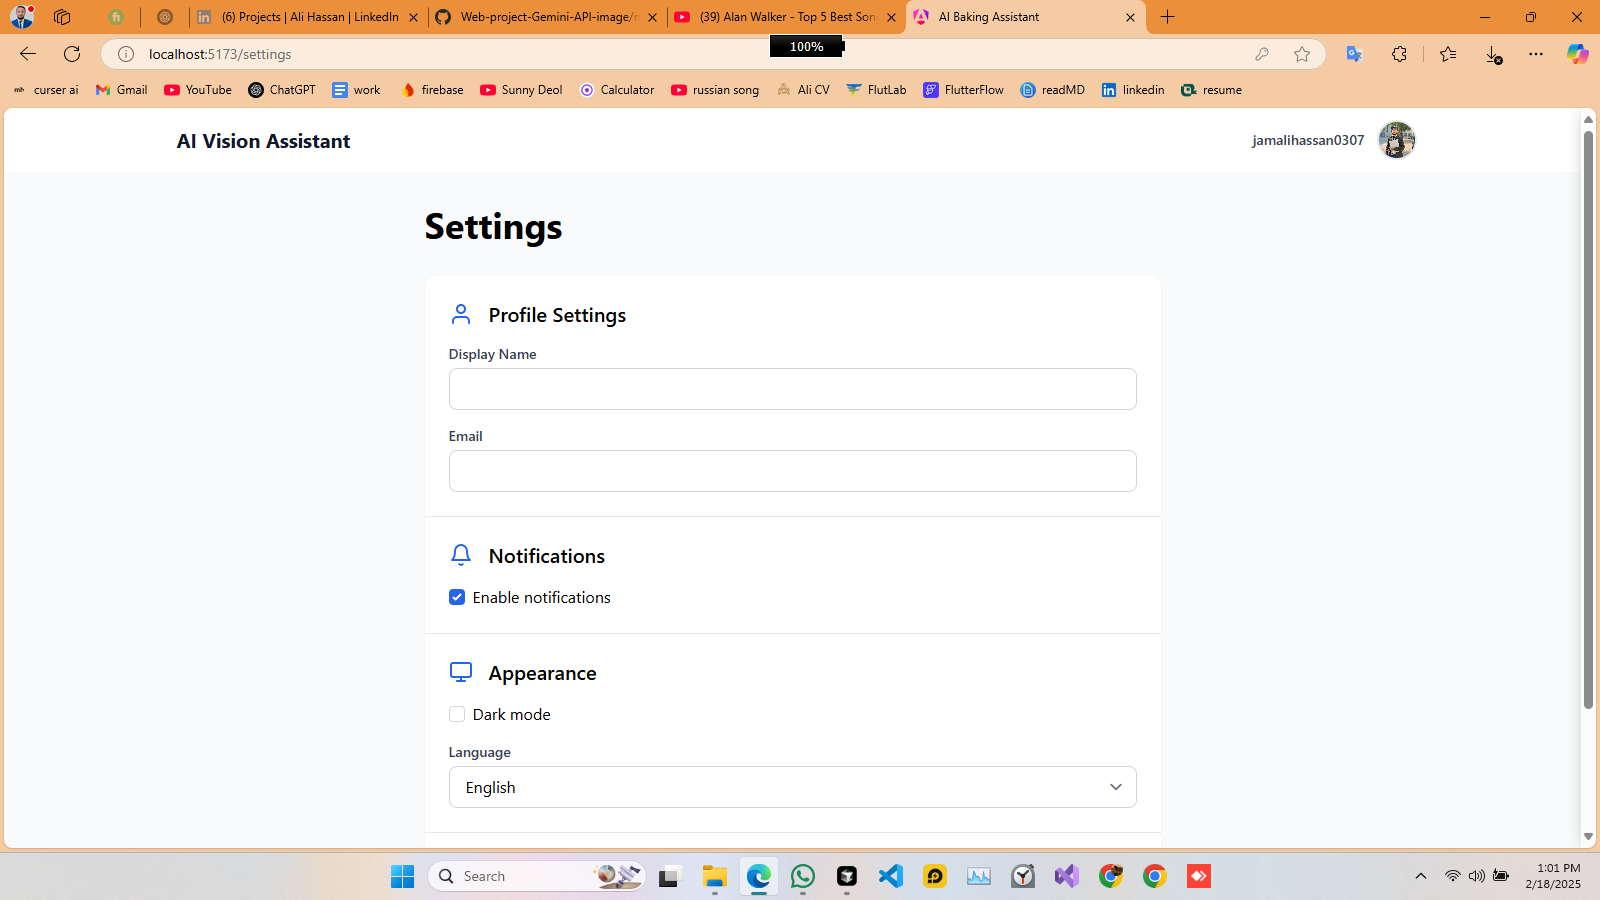 (6) Projects | Ali Hassan | LinkedIn
Web-project-Gemini-API-image/r
(39) Alan Walker - Top 5 Best Son
AI Baking Assistant
100%
localhost:5173/settings
curser ai
Gmail
YouTube
ChatGPT
work
firebase
Sunny Deol
Calculator
russian song
Ali CV
FlutLab
FlutterFlow
readMD
linkedin
resume
AI Vision Assistant
jamalihassan0307
Settings
Profile Settings
Display Name
Email
Notifications
Enable notifications
Appearance
Dark mode
Language
English
Search
1:01 PM
2/18/2025